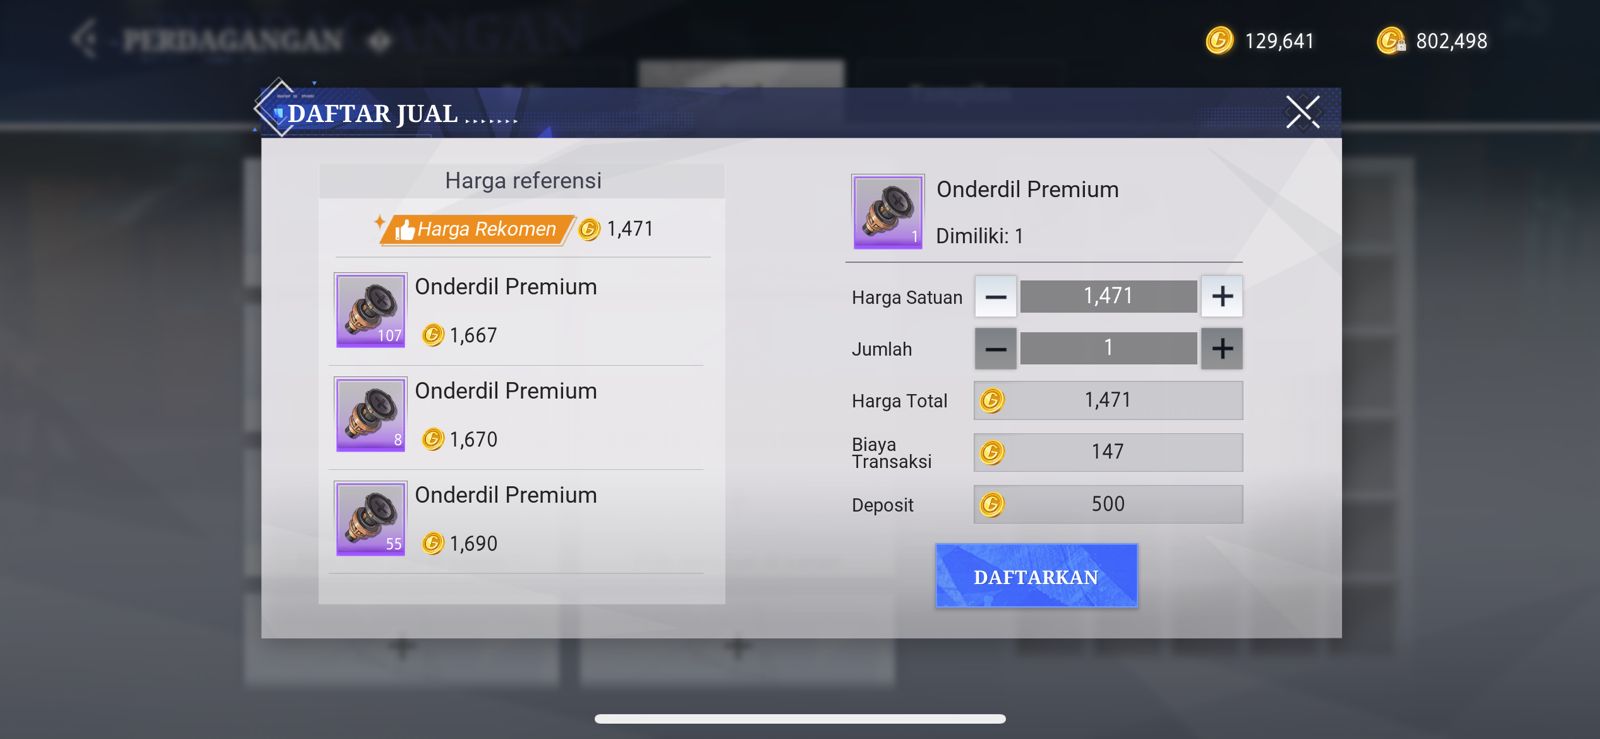 PERDAGANGAN
129,641
802,498
DAFTAR JUAL .......
Harga referensi
Harga Rekomen 1,471
Onderdil Premium
107
1,667
Onderdil Premium
8
1,670
Onderdil Premium
55
1,690
Onderdil Premium
1
Dimiliki: 1
Harga Satuan
1,471
Jumlah
1
Harga Total
1,471
Biaya
Transaksi
147
Deposit
500
DAFTARKAN